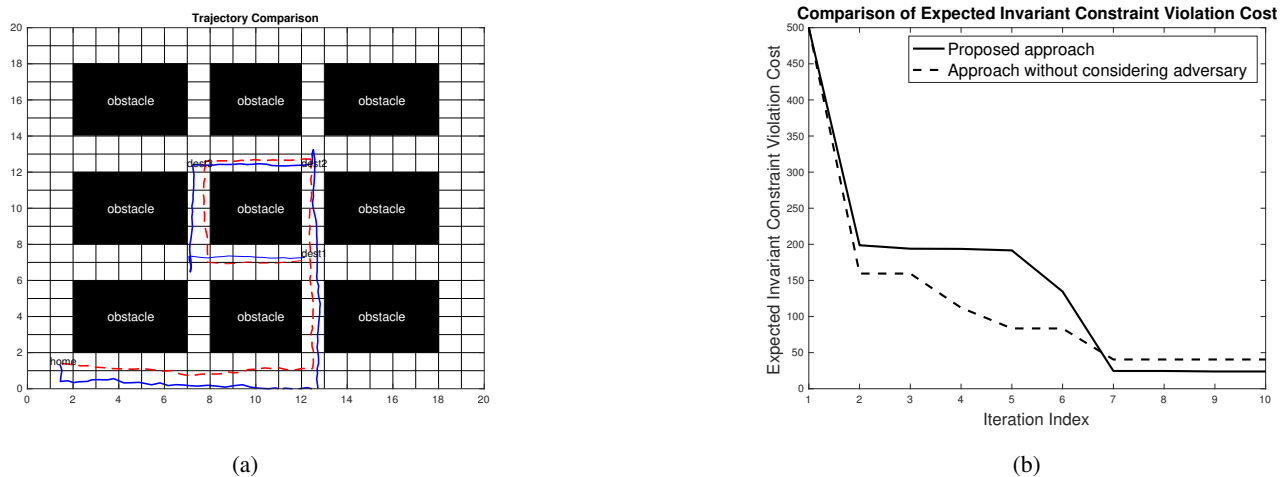 Trajectory Comparison
20
18
16
14
12
10
8
6
4
2
0
obstacle obstacle obstacle
dest3 dest2
obstacle obstacle obstacle
dest1
obstacle obstacle obstacle
home
0 2 4 6 8 10 12 14 16 18 20
(a)
Comparison of Expected Invariant Constraint Violation Cost
Expected Invariant Constraint Violation Cost
500
450
400
350
300
250
200
150
100
50
0
Proposed approach
Approach without considering adversary
1 2 3 4 5 6 7 8 9 10
Iteration Index
(b)